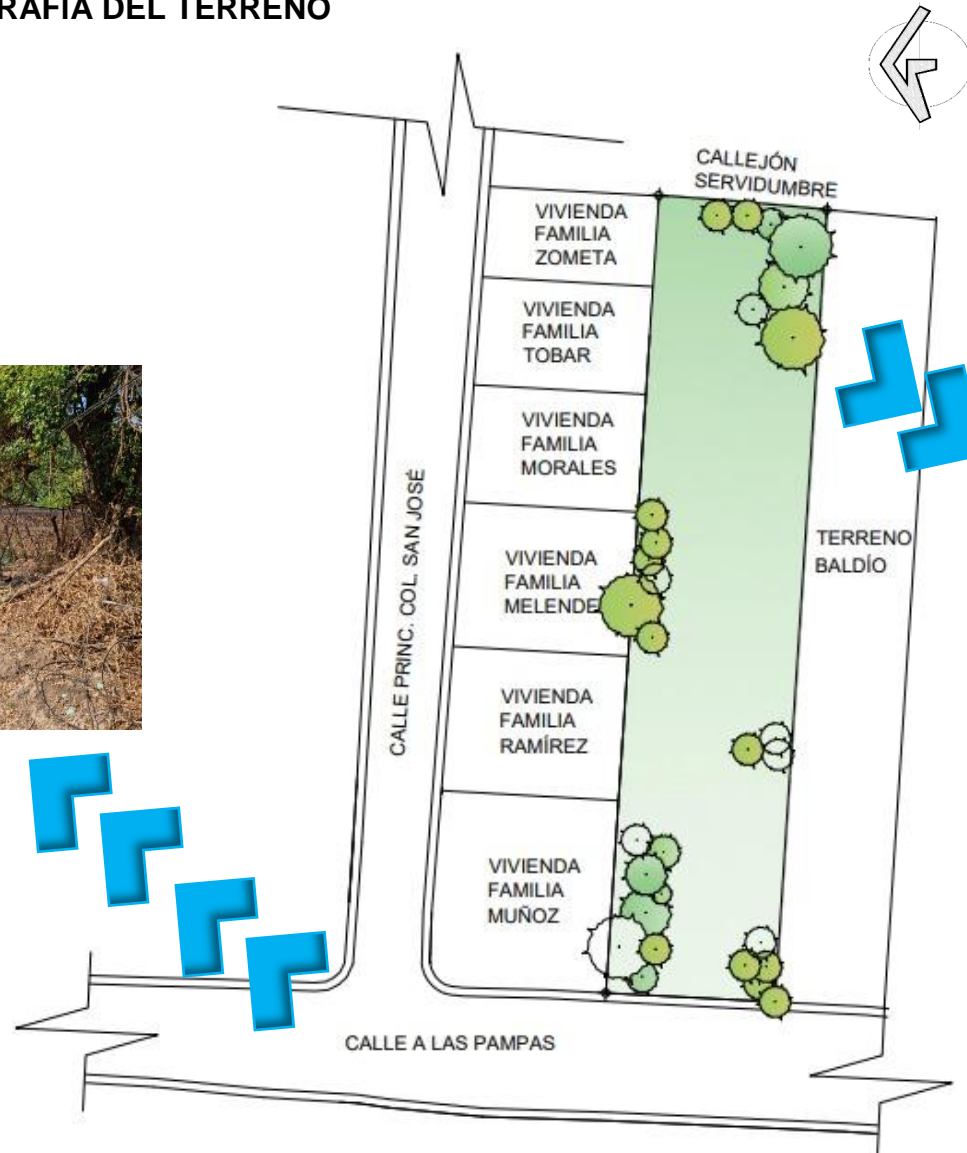 RAFÍA DEL TERRENO
CALLEJÓN
SERVIDUMBRE
VIVIENDA
FAMILIA
ZOMETA
VIVIENDA
FAMILIA
TOBAR
VIVIENDA
FAMILIA
MORALES
VIVIENDA
FAMILIA
MELENDE
VIVIENDA
FAMILIA
RAMÍREZ
VIVIENDA
FAMILIA
MUÑOZ
TERRENO
BALDÍO
CALLE PRINC. COL. SAN JOSÉ
CALLE A LAS PAMPAS